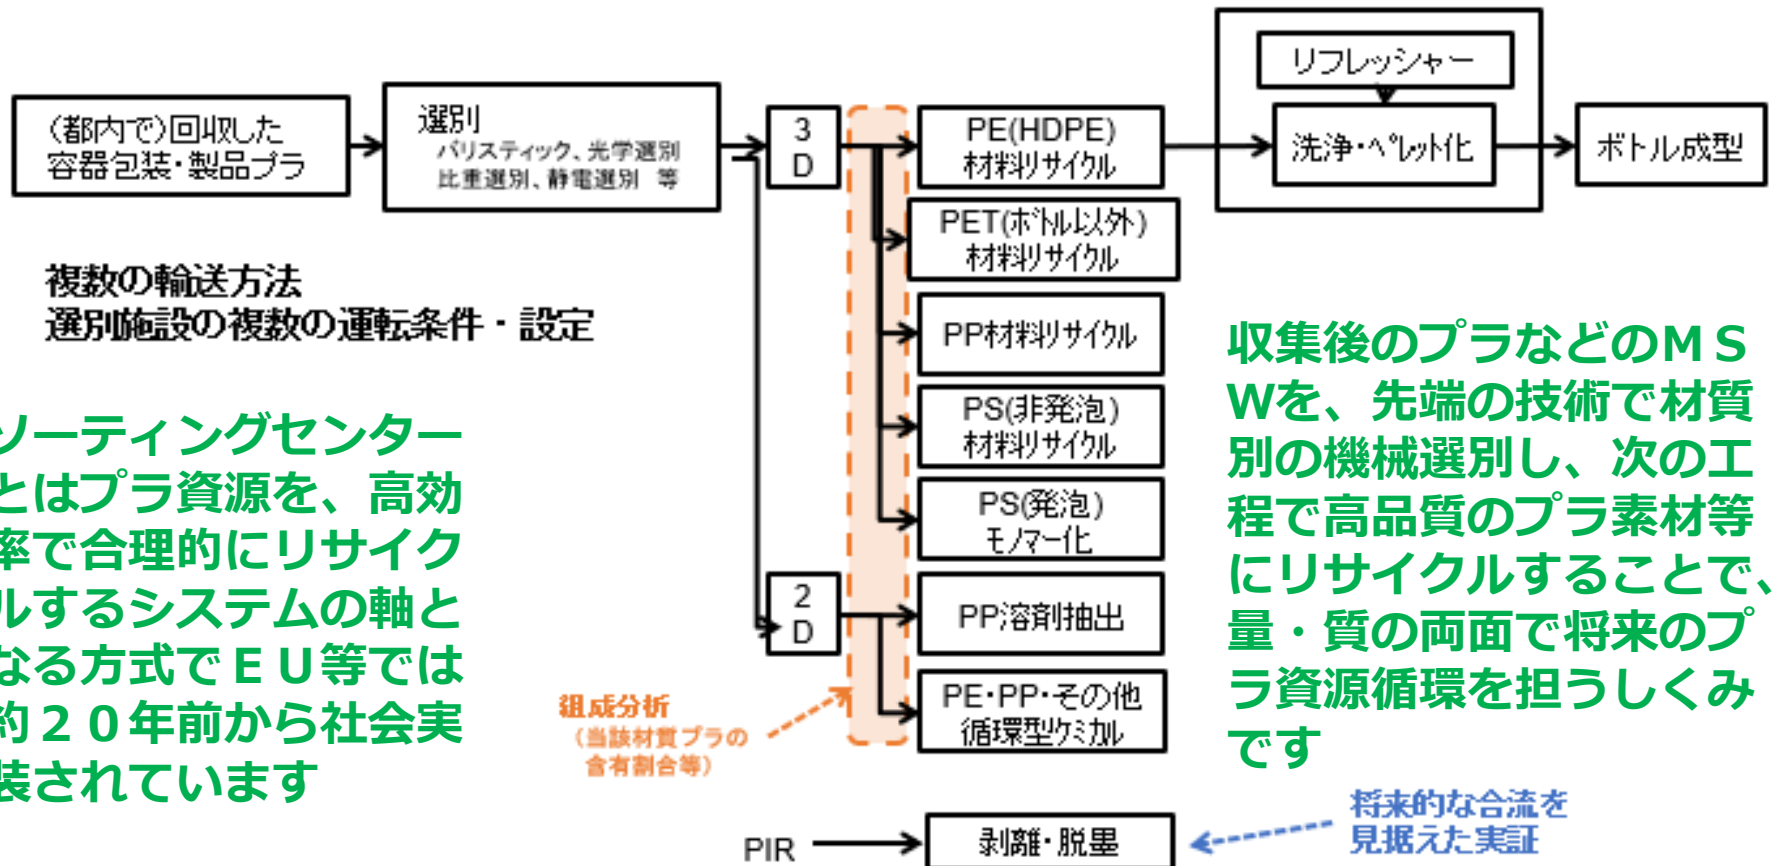 (都内で)回収した
容器包装・製品プラ
選別
バリスティック、光学選別
比重選別、静電選別 等
3
D
PE(HDPE)
材料リサイクル
リフレッシャー
洗浄・ペレット化
ボトル成型
PET(ボトル以外)
材料リサイクル
PP材料リサイクル
PS(非発泡)
材料リサイクル
PS(発泡)
モノマー化
2
D
PP溶剤抽出
PE・PP・その他
循環型ケミカル
複数の輸送方法
選別施設の複数の運転条件・設定
ソーティングセンター
とはプラ資源を、高効
率で合理的にリサイク
ルするシステムの軸と
なる方式でEU等では
約20年前から社会実
装されています
組成分析
(当該材質プラの
含有割合等)
収集後のプラなどのMS
Wを、先端の技術で材質
別の機械選別し、次の工
程で高品質のプラ素材等
にリサイクルすることで、
量・質の両面で将来のプ
ラ資源循環を担うしくみ
です
PIR
剥離・脱墨
将来的な合流を
見据えた実証